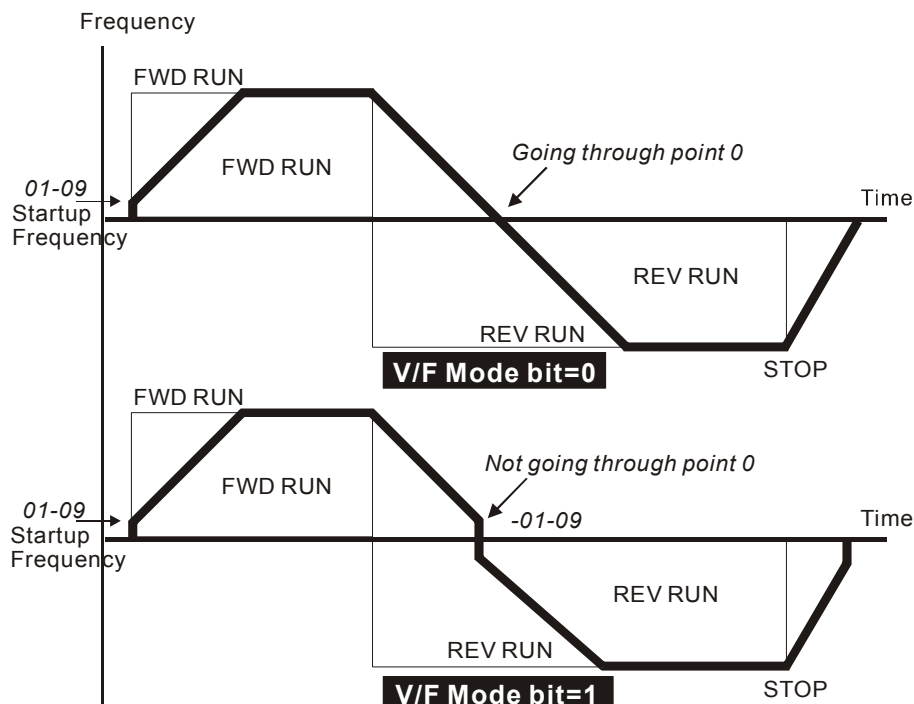 Frequency
FWD RUN
FWD RUN
Going through point 0
01-09
Startup
Frequency
Time
REV RUN
REV RUN
V/F Mode bit=0
STOP
FWD RUN
FWD RUN
Not going through point 0
01-09
Startup
Frequency
-01-09
Time
REV RUN
REV RUN
V/F Mode bit=1
STOP